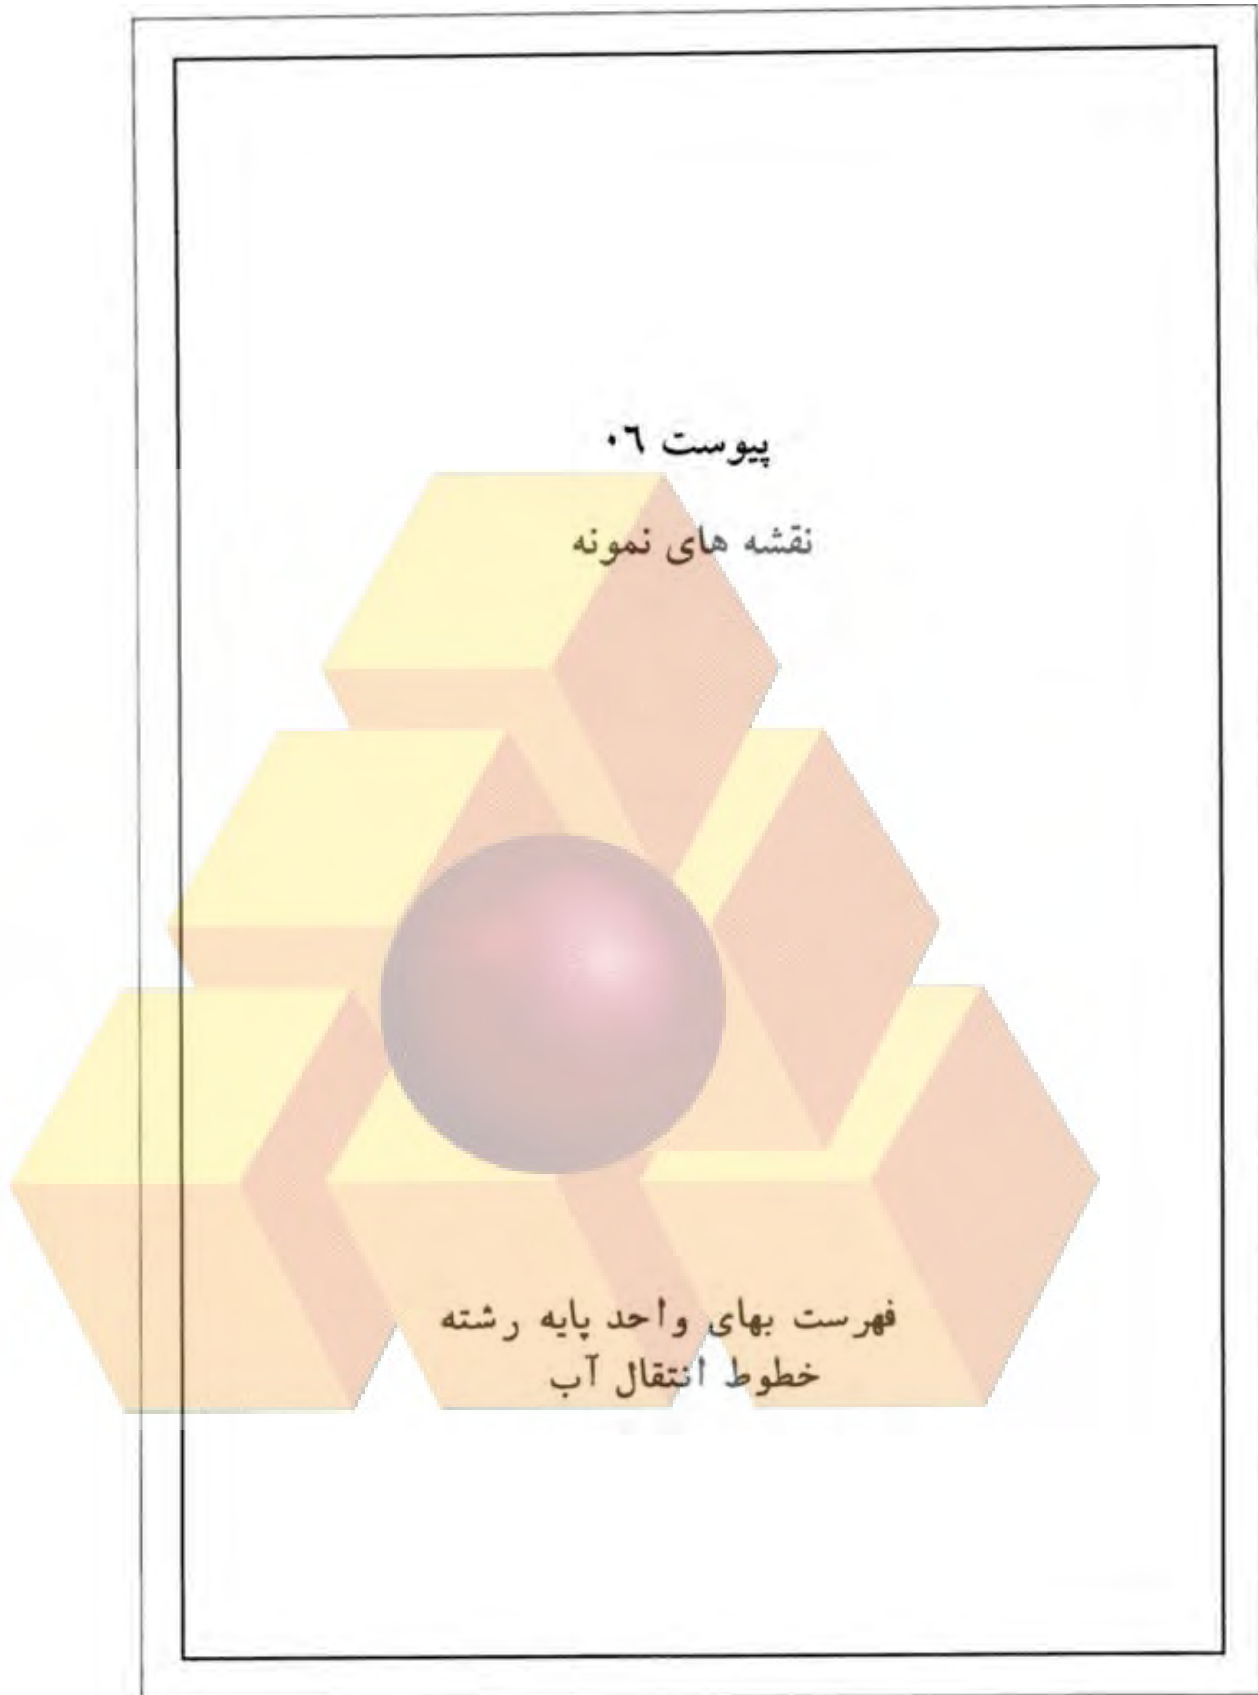 پیوست ۰۶
نقشه های نمونه
فهرست بهای واحد پایه رشته
خطوط انتقال آب